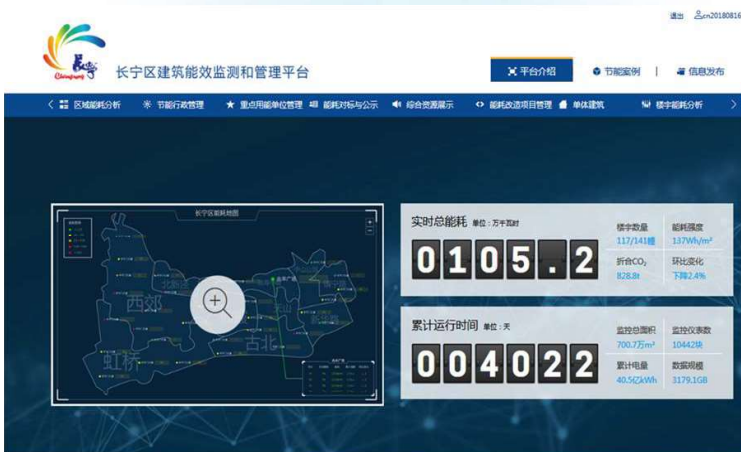 退出 cn20180816
长宁
Changning
长宁区建筑能效监测和管理平台
平台介绍 节能案例 | 信息发布
区域能耗分析 节能行政管理 重点用能单位管理 能耗对标与公示 综合资源展示 能耗改造项目管理 单体建筑 楼宇能耗分析
长宁区能耗地图
西郊
北新泾
古北
虹桥
实时总能耗 单位：万千瓦时
0105.2
楼宇数量 能耗强度
117/141幢 137Wh/m²
折合CO₂ 环比变化
828.8t 下降2.4%
累计运行时间 单位：天
004022
监控总面积 监控仪表数
700.7万m² 10442块
累计电量 数据规模
40.5亿kWh 3179.1GB